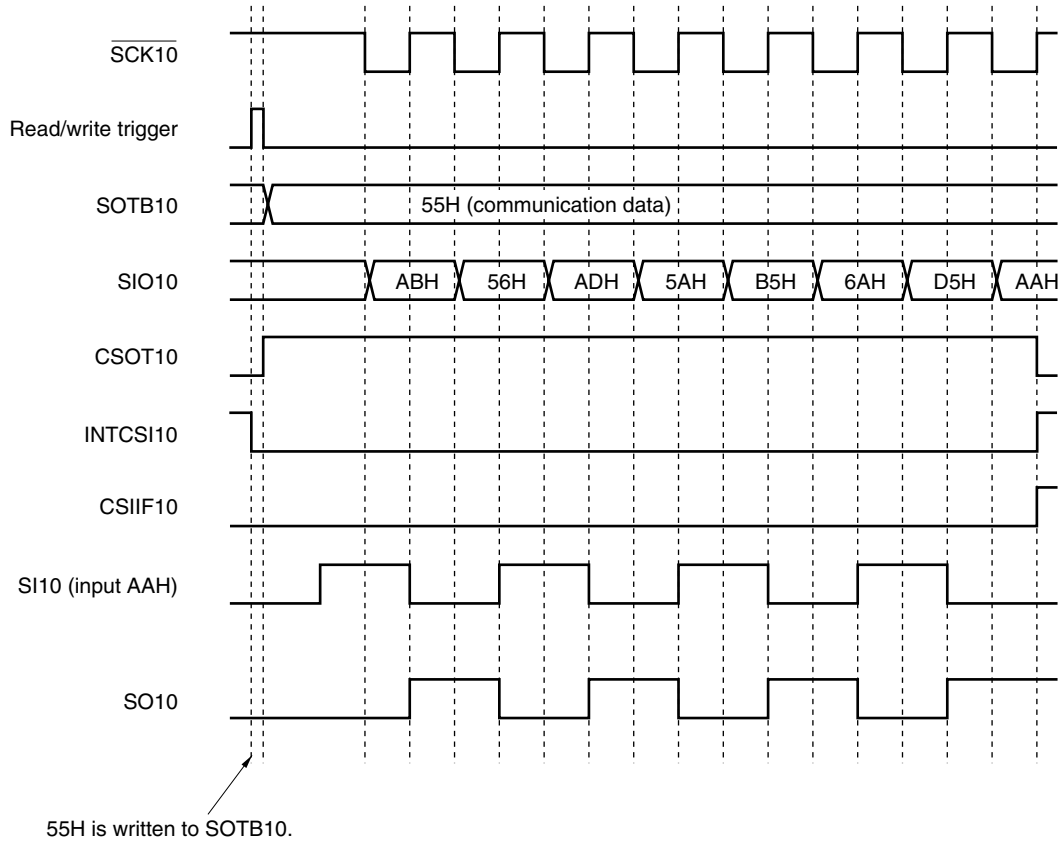 SCK10
Read/write trigger
SOTB10
55H (communication data)
SIO10
ABH 56H ADH 5AH B5H 6AH D5H AAH
CSOT10
INTCSI10
CSIIF10
SI10 (input AAH)
SO10
55H is written to SOTB10.